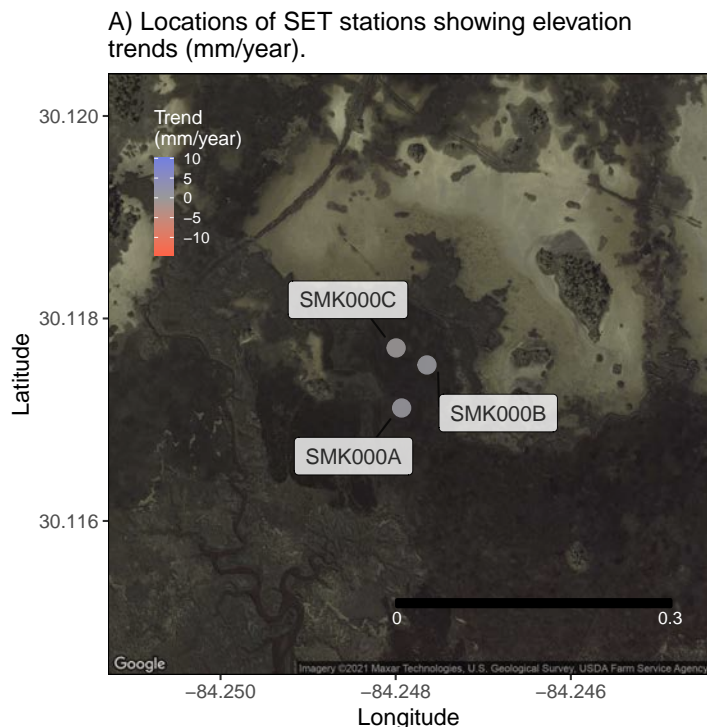 A) Locations of SET stations showing elevation
trends (mm/year).
30.120
Trend
(mm/year)
10
5
0
−5
−10
SMK000C
30.118
Latitude
SMK000B
SMK000A
30.116
0 0.3
Google
Imagery ©2021 Maxar Technologies, U.S. Geological Survey, USDA Farm Service Agency
−84.250 −84.248 −84.246
Longitude